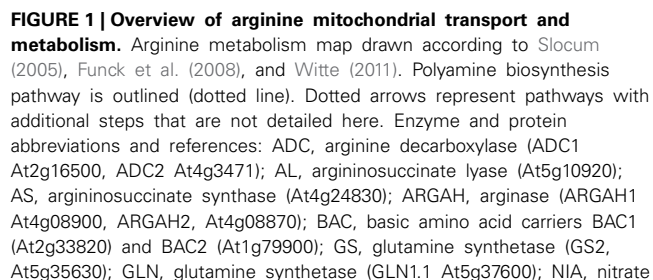 FIGURE 1 | Overview of arginine mitochondrial transport and
metabolism. Arginine metabolism map drawn according to Slocum
(2005), Funck et al. (2008), and Witte (2011). Polyamine biosynthesis
pathway is outlined (dotted line). Dotted arrows represent pathways with
additional steps that are not detailed here. Enzyme and protein
abbreviations and references: ADC, arginine decarboxylase (ADC1
At2g16500, ADC2 At4g3471); AL, argininosuccinate lyase (At5g10920);
AS, argininosuccinate synthase (At4g24830); ARGAH, arginase (ARGAH1
At4g08900, ARGAH2, At4g08870); BAC, basic amino acid carriers BAC1
(At2g33820) and BAC2 (At1g79900); GS, glutamine synthetase (GS2,
At5g35630); GLN, glutamine synthetase (GLN1.1 At5g37600); NIA, nitrate